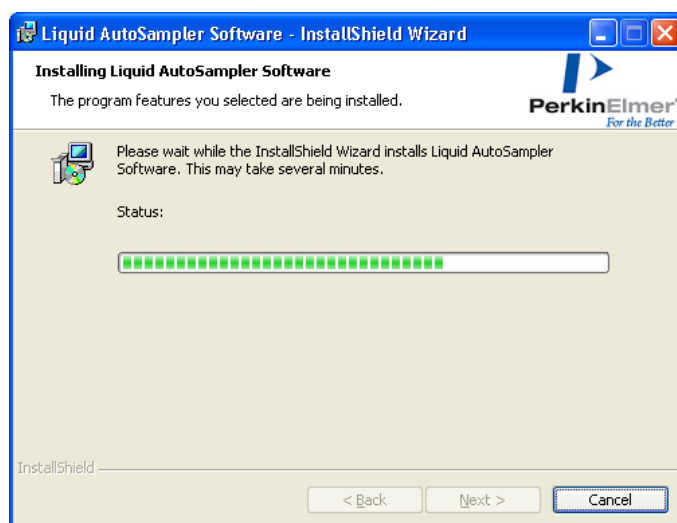 Liquid AutoSampler Software - InstallShield Wizard
Installing Liquid AutoSampler Software
The program features you selected are being installed.
PerkinElmer
For the Better
Please wait while the InstallShield Wizard installs Liquid AutoSampler
Software. This may take several minutes.
Status:
InstallShield
< Back
Next >
Cancel